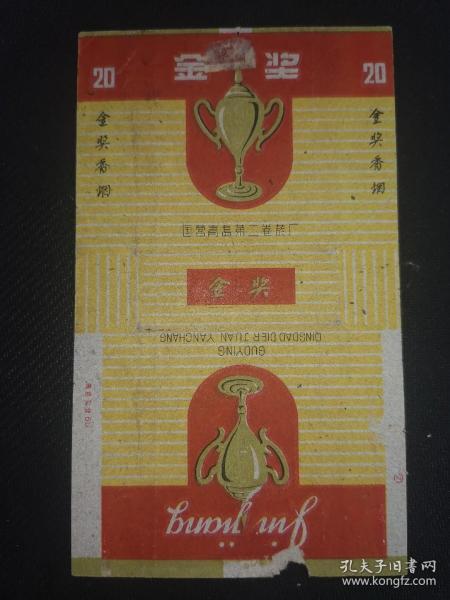 20 金奖 20
金奖香烟
金奖香烟
国营青岛第二卷菸厂
金奖
QINGDAO DIER JUAN YANCHANG
GUOYING
Jin jiang
孔夫子旧书网
www.kongfz.com